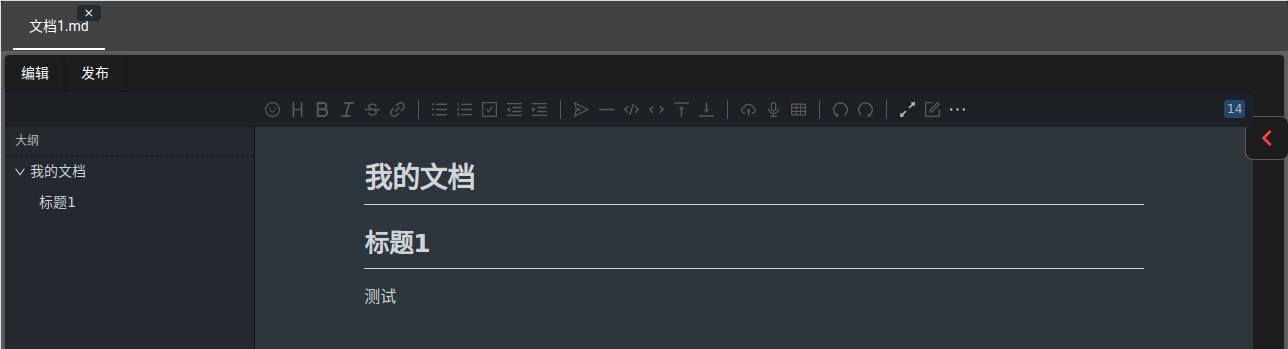 文档1.md
编辑 发布
14
大纲
我的文档
标题1
我的文档
标题1
测试